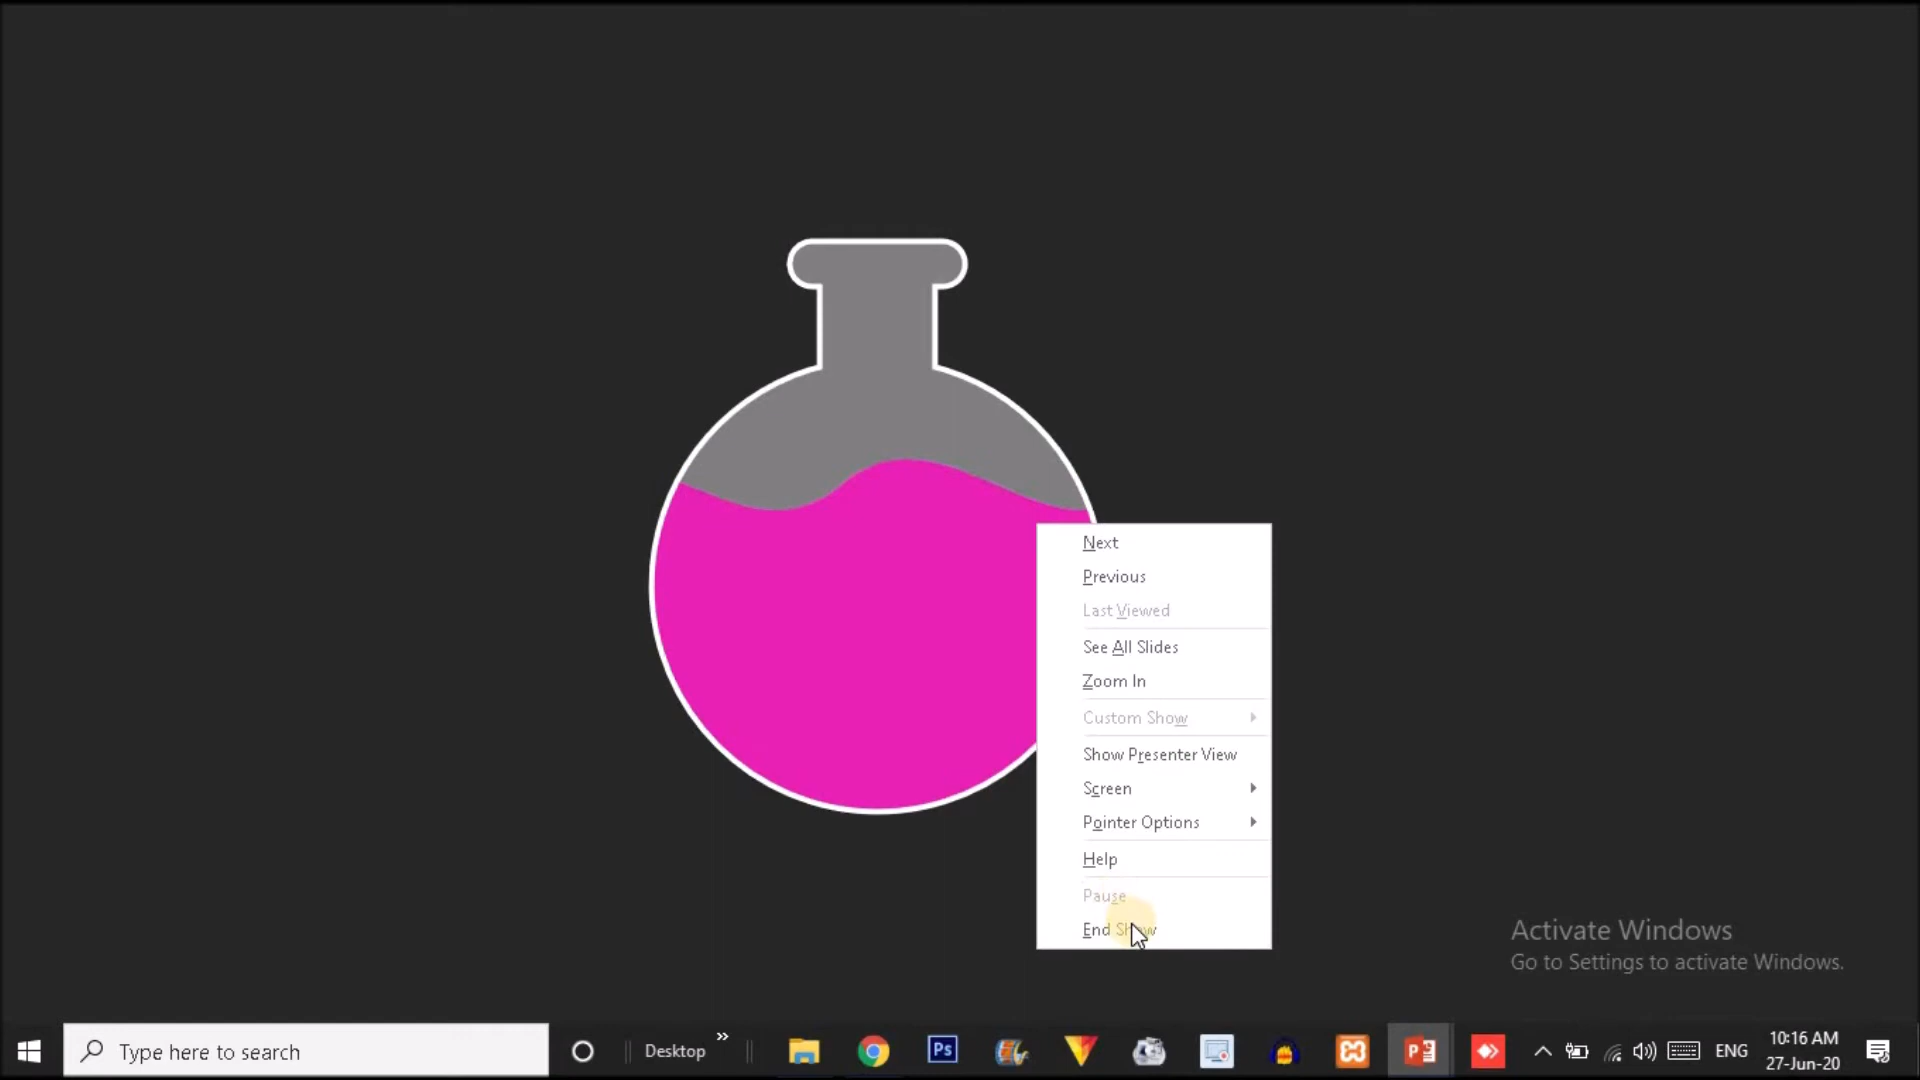 Next
Previous
Last Viewed
See All Slides
Zoom In
Custom Show
Show Presenter View
Screen
Pointer Options
Help
Pause
End Show
Activate Windows
Go to Settings to activate Windows.
Type here to search
Desktop
Ps
ENG
10:16 AM
27-Jun-20